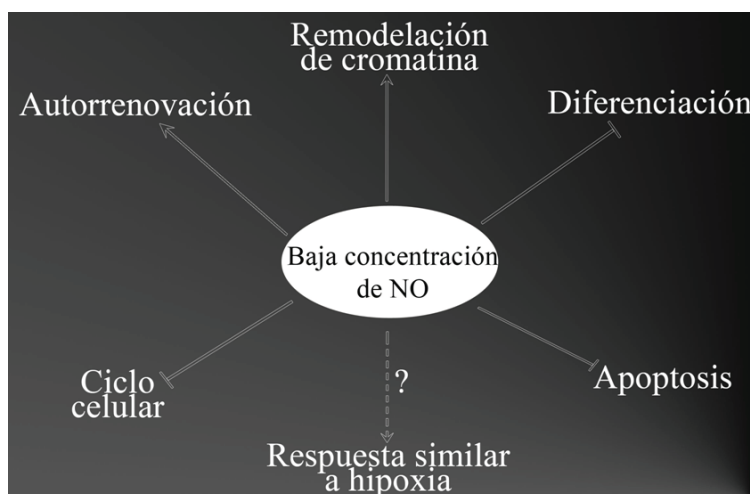 Remodelación
de cromatina
Autorrenovación
Diferenciación
Baja concentración
de NO
Ciclo
celular
?
Apoptosis
Respuesta similar
a hipoxia